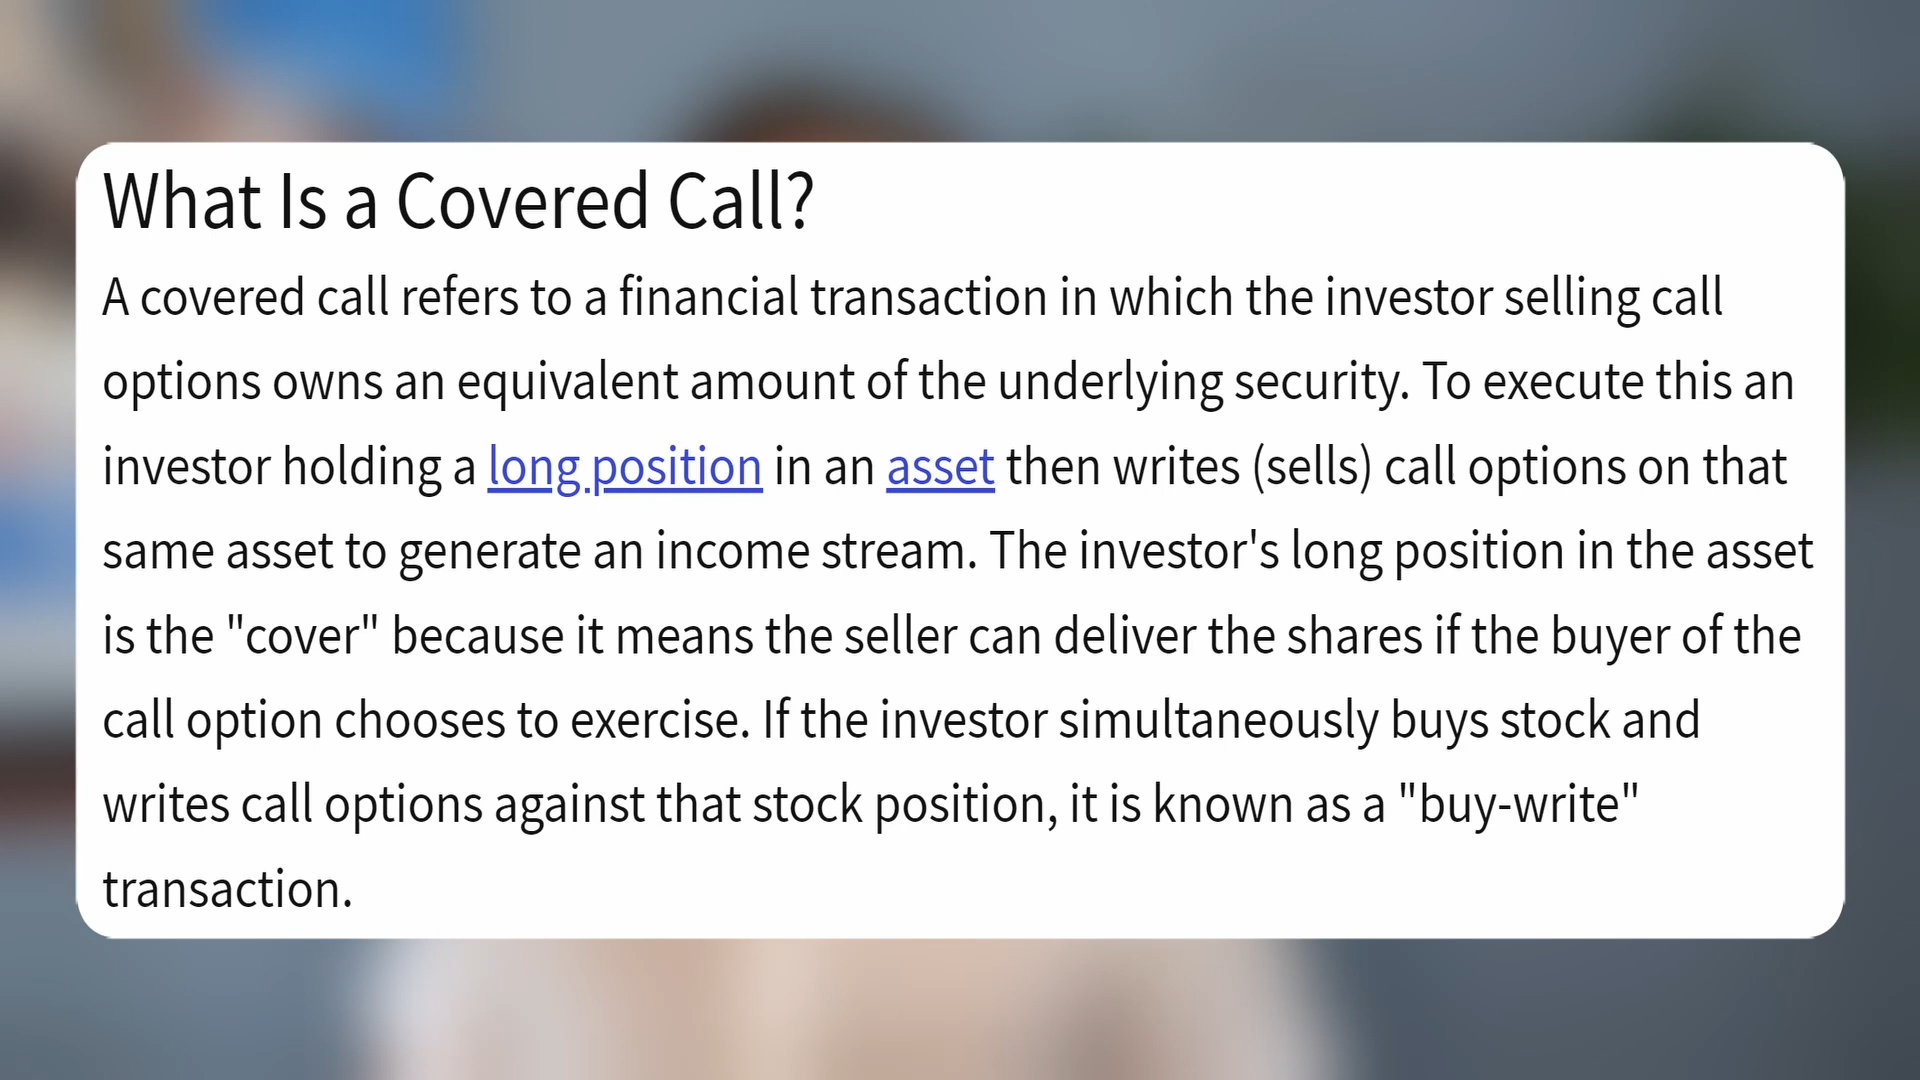 What Is a Covered Call?
A covered call refers to a financial transaction in which the investor selling call
options owns an equivalent amount of the underlying security. To execute this an
investor holding a long position in an asset then writes (sells) call options on that
same asset to generate an income stream. The investor's long position in the asset
is the "cover" because it means the seller can deliver the shares if the buyer of the
call option chooses to exercise. If the investor simultaneously buys stock and
writes call options against that stock position, it is known as a "buy-write"
transaction.